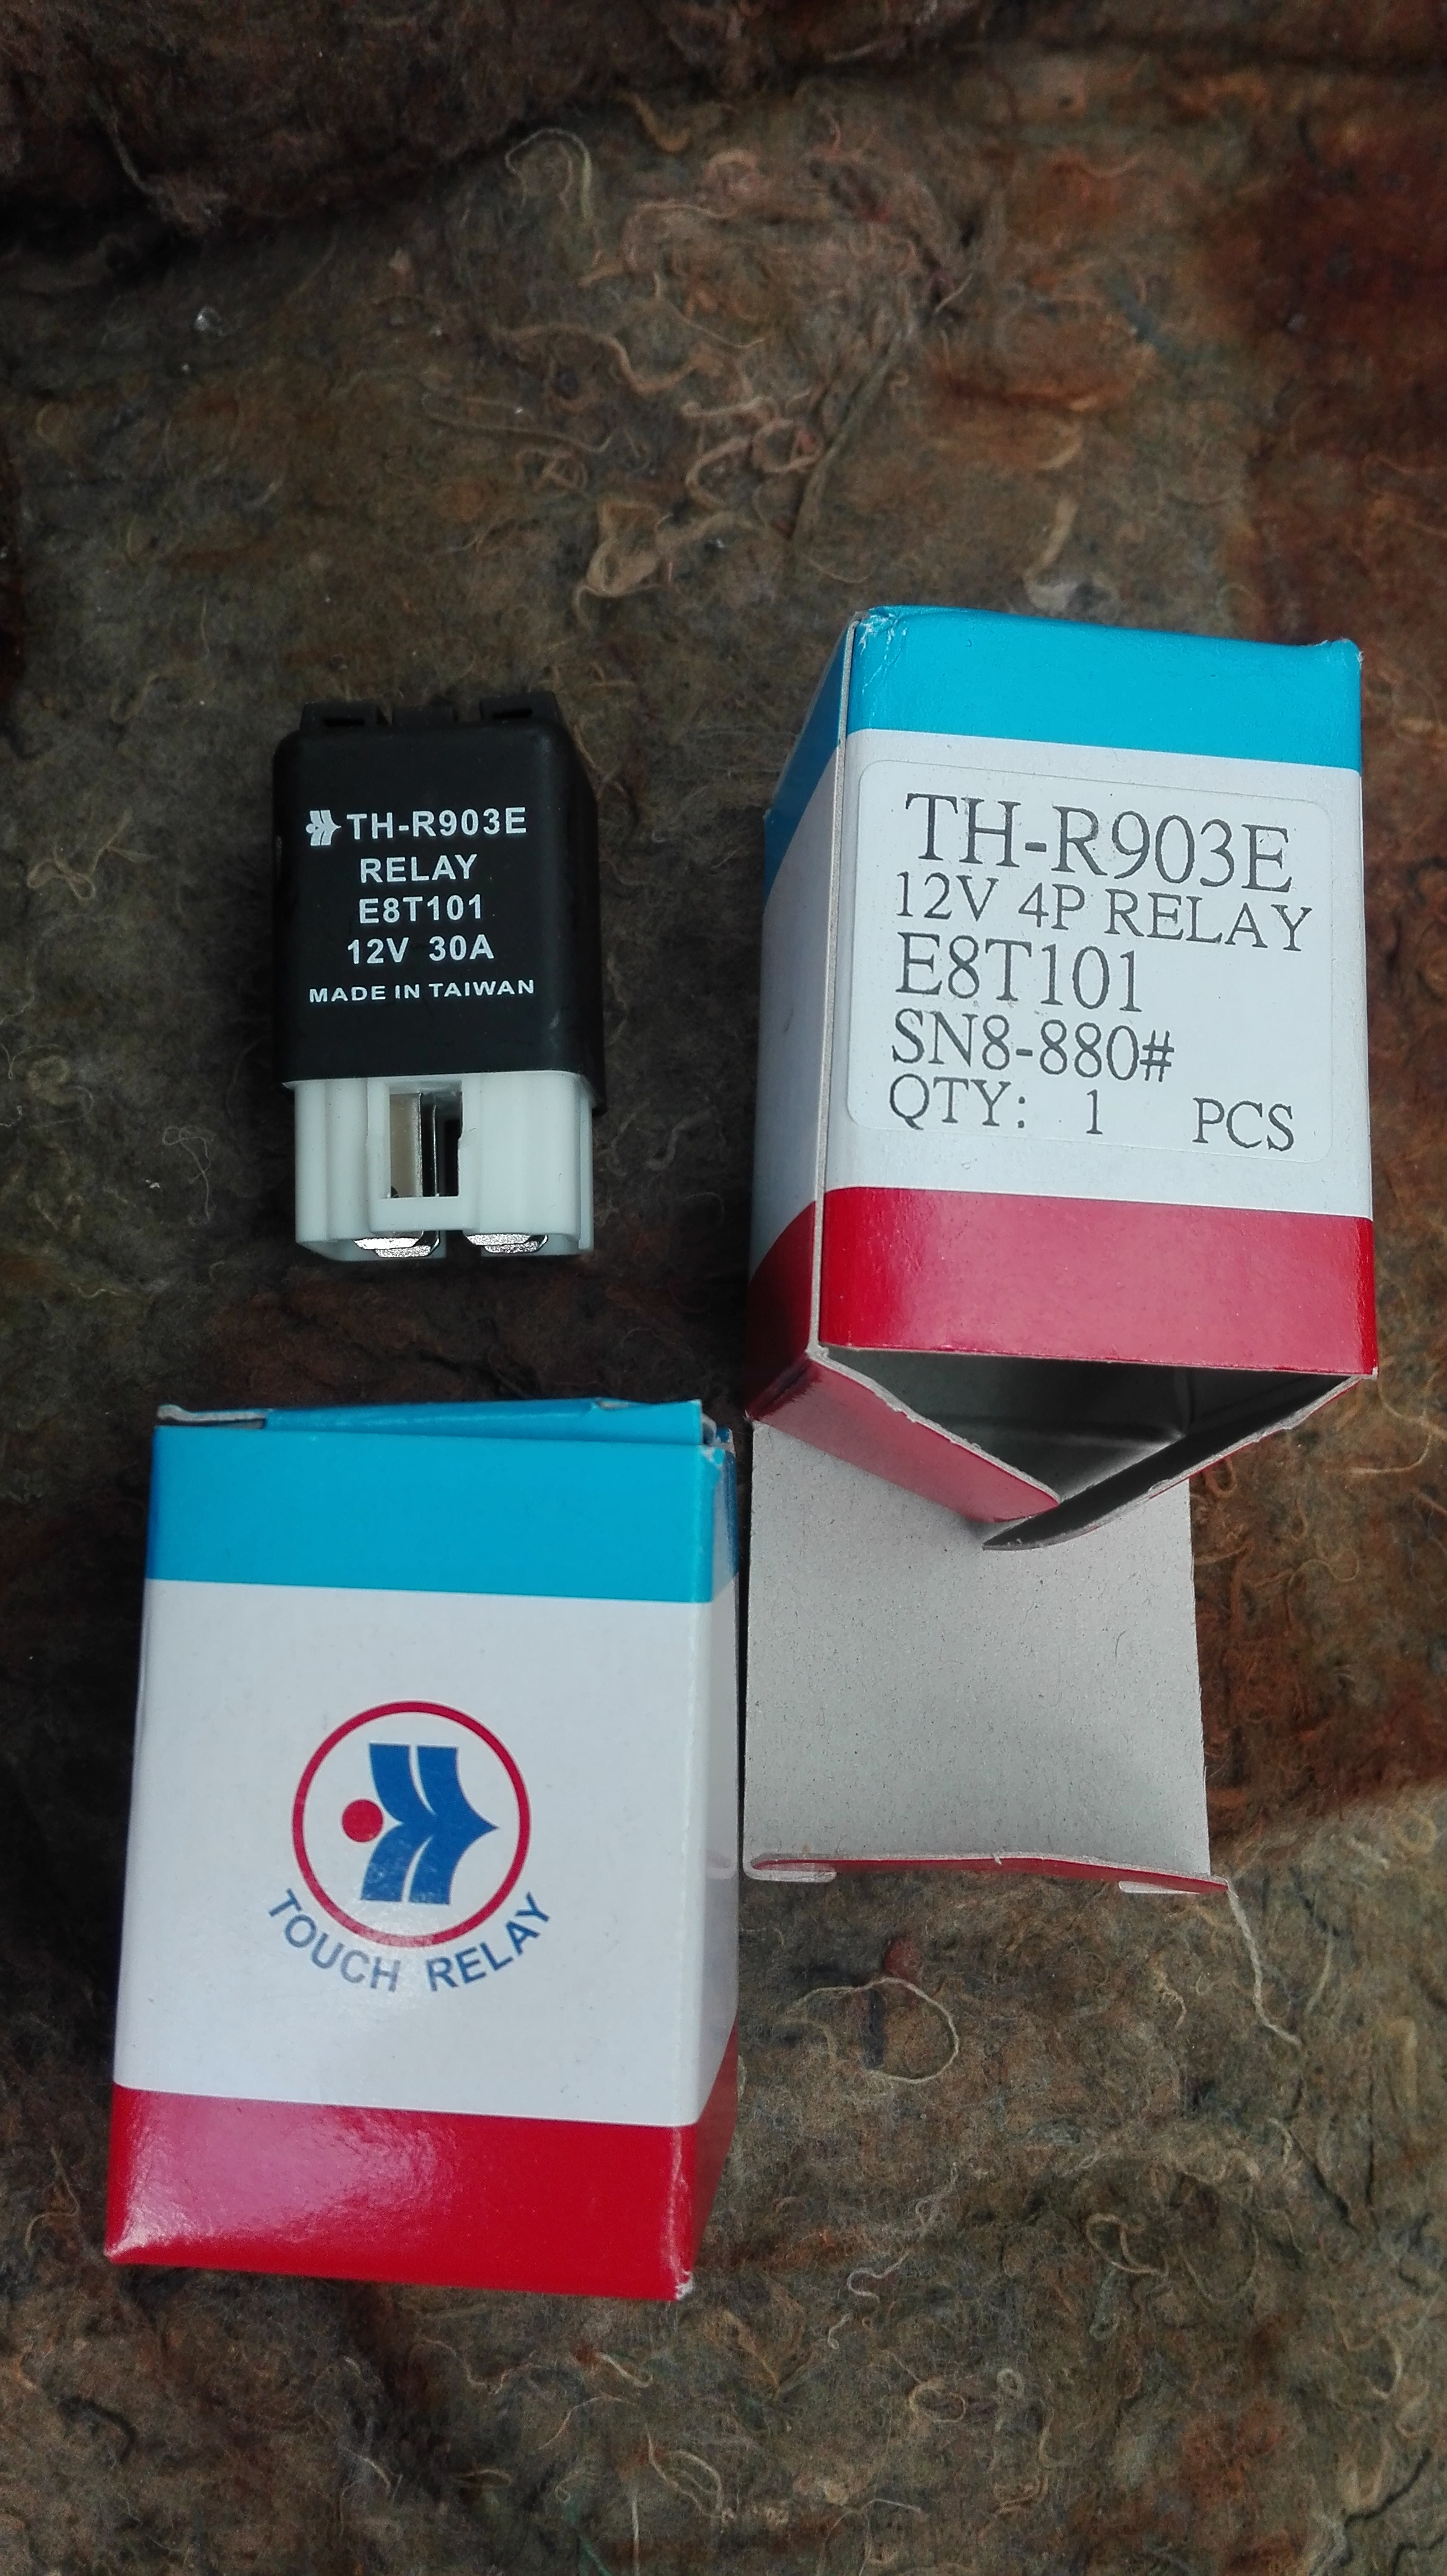 TH-R903E
RELAY
E8T101
12V 30A
MADE IN TAIWAN
TH-R903E
12V 4P RELAY
E8T101
SN8-880#
QTY: 1 PCS
TOUCH RELAY